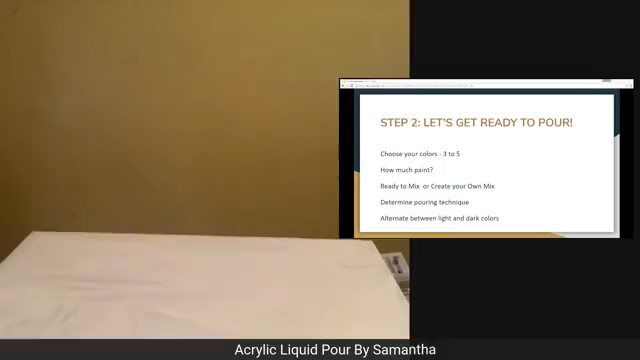 STEP 2: LET'S GET READY TO POUR!
Choose your colors - 3 to 5
How much paint?
Ready to Mix or Create your Own Mix
Determine pouring technique
Alternate between light and dark colors
Acrylic Liquid Pour By Samantha